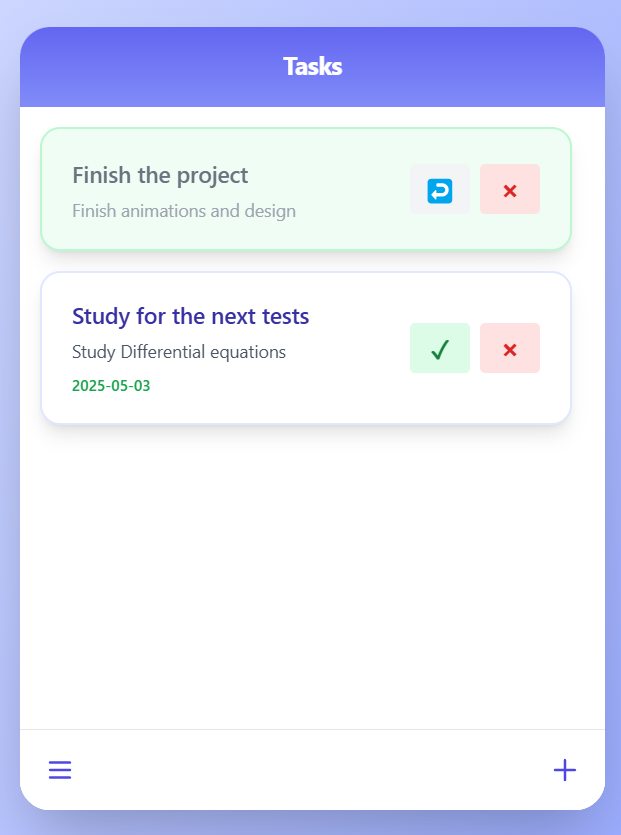 Tasks
Finish the project
Finish animations and design
Study for the next tests
Study Differential equations
2025-05-03